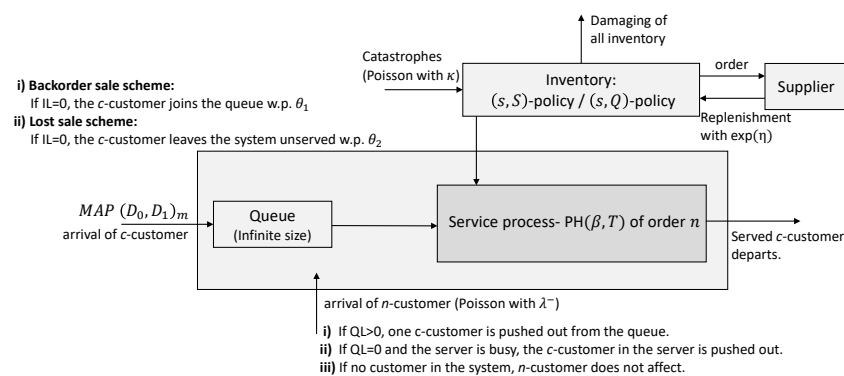 Damaging of
all inventory
Catastrophes
(Poisson with κ)
order
Inventory:
(s, S)-policy / (s, Q)-policy
Supplier
i) Backorder sale scheme:
If IL=0, the c-customer joins the queue w.p. θ₁
ii) Lost sale scheme:
If IL=0, the c-customer leaves the system unserved w.p. θ₂
Replenishment
with exp(η)
MAP (D₀, D₁)ₘ
arrival of c-customer
Queue
(Infinite size)
Service process- PH(β, T) of order n
Served c-customer
departs.
arrival of n-customer (Poisson with λ⁻)
i) If QL>0, one c-customer is pushed out from the queue.
ii) If QL=0 and the server is busy, the c-customer in the server is pushed out.
iii) If no customer in the system, n-customer does not affect.